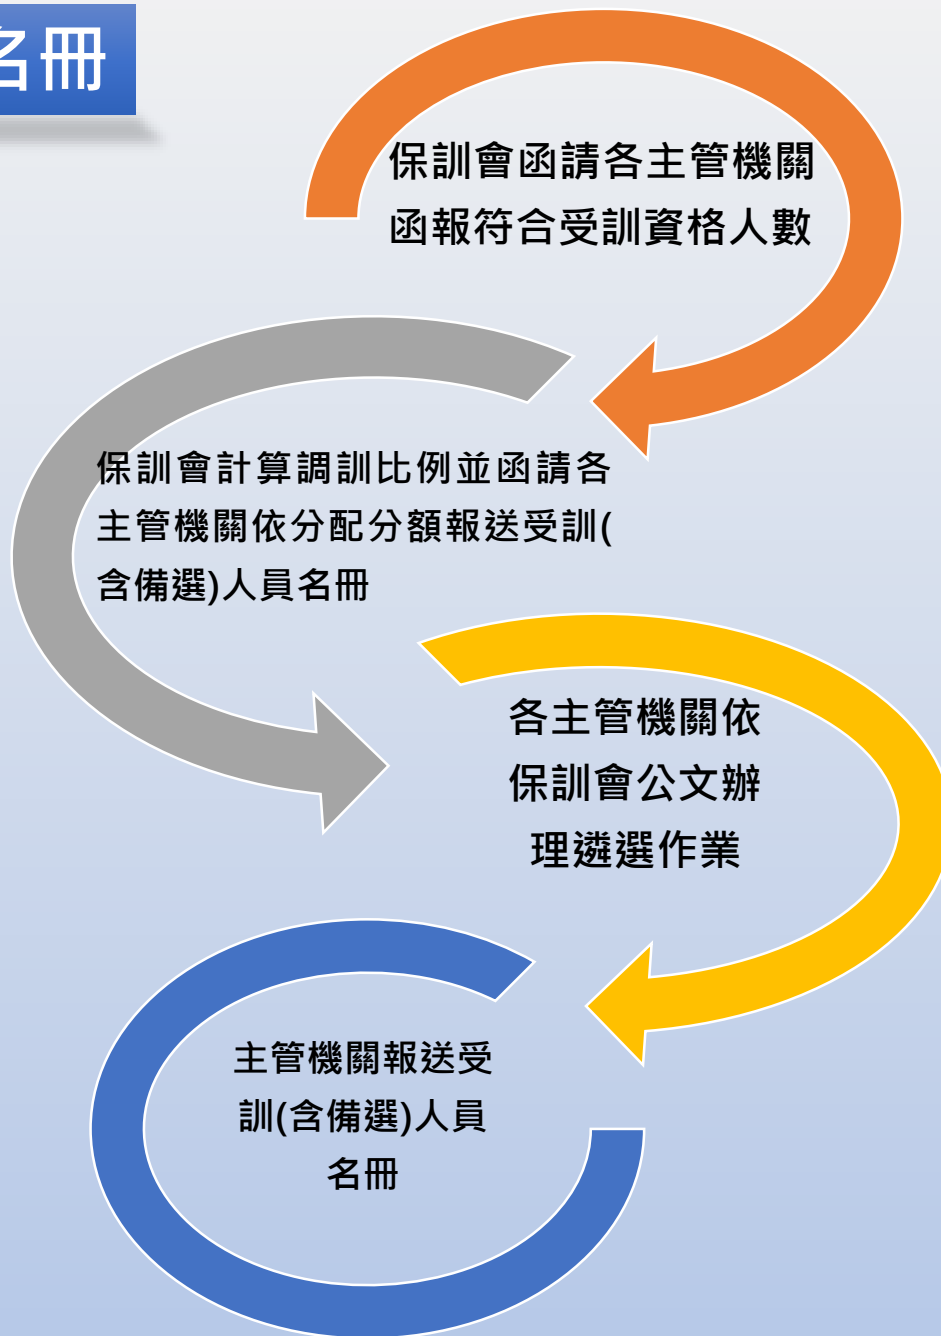 名冊
保訓會函請各主管機關
函報符合受訓資格人數
保訓會計算調訓比例並函請各
主管機關依分配分額報送受訓(
含備選)人員名冊
各主管機關依
保訓會公文辦
理遴選作業
主管機關報送受
訓(含備選)人員
名冊